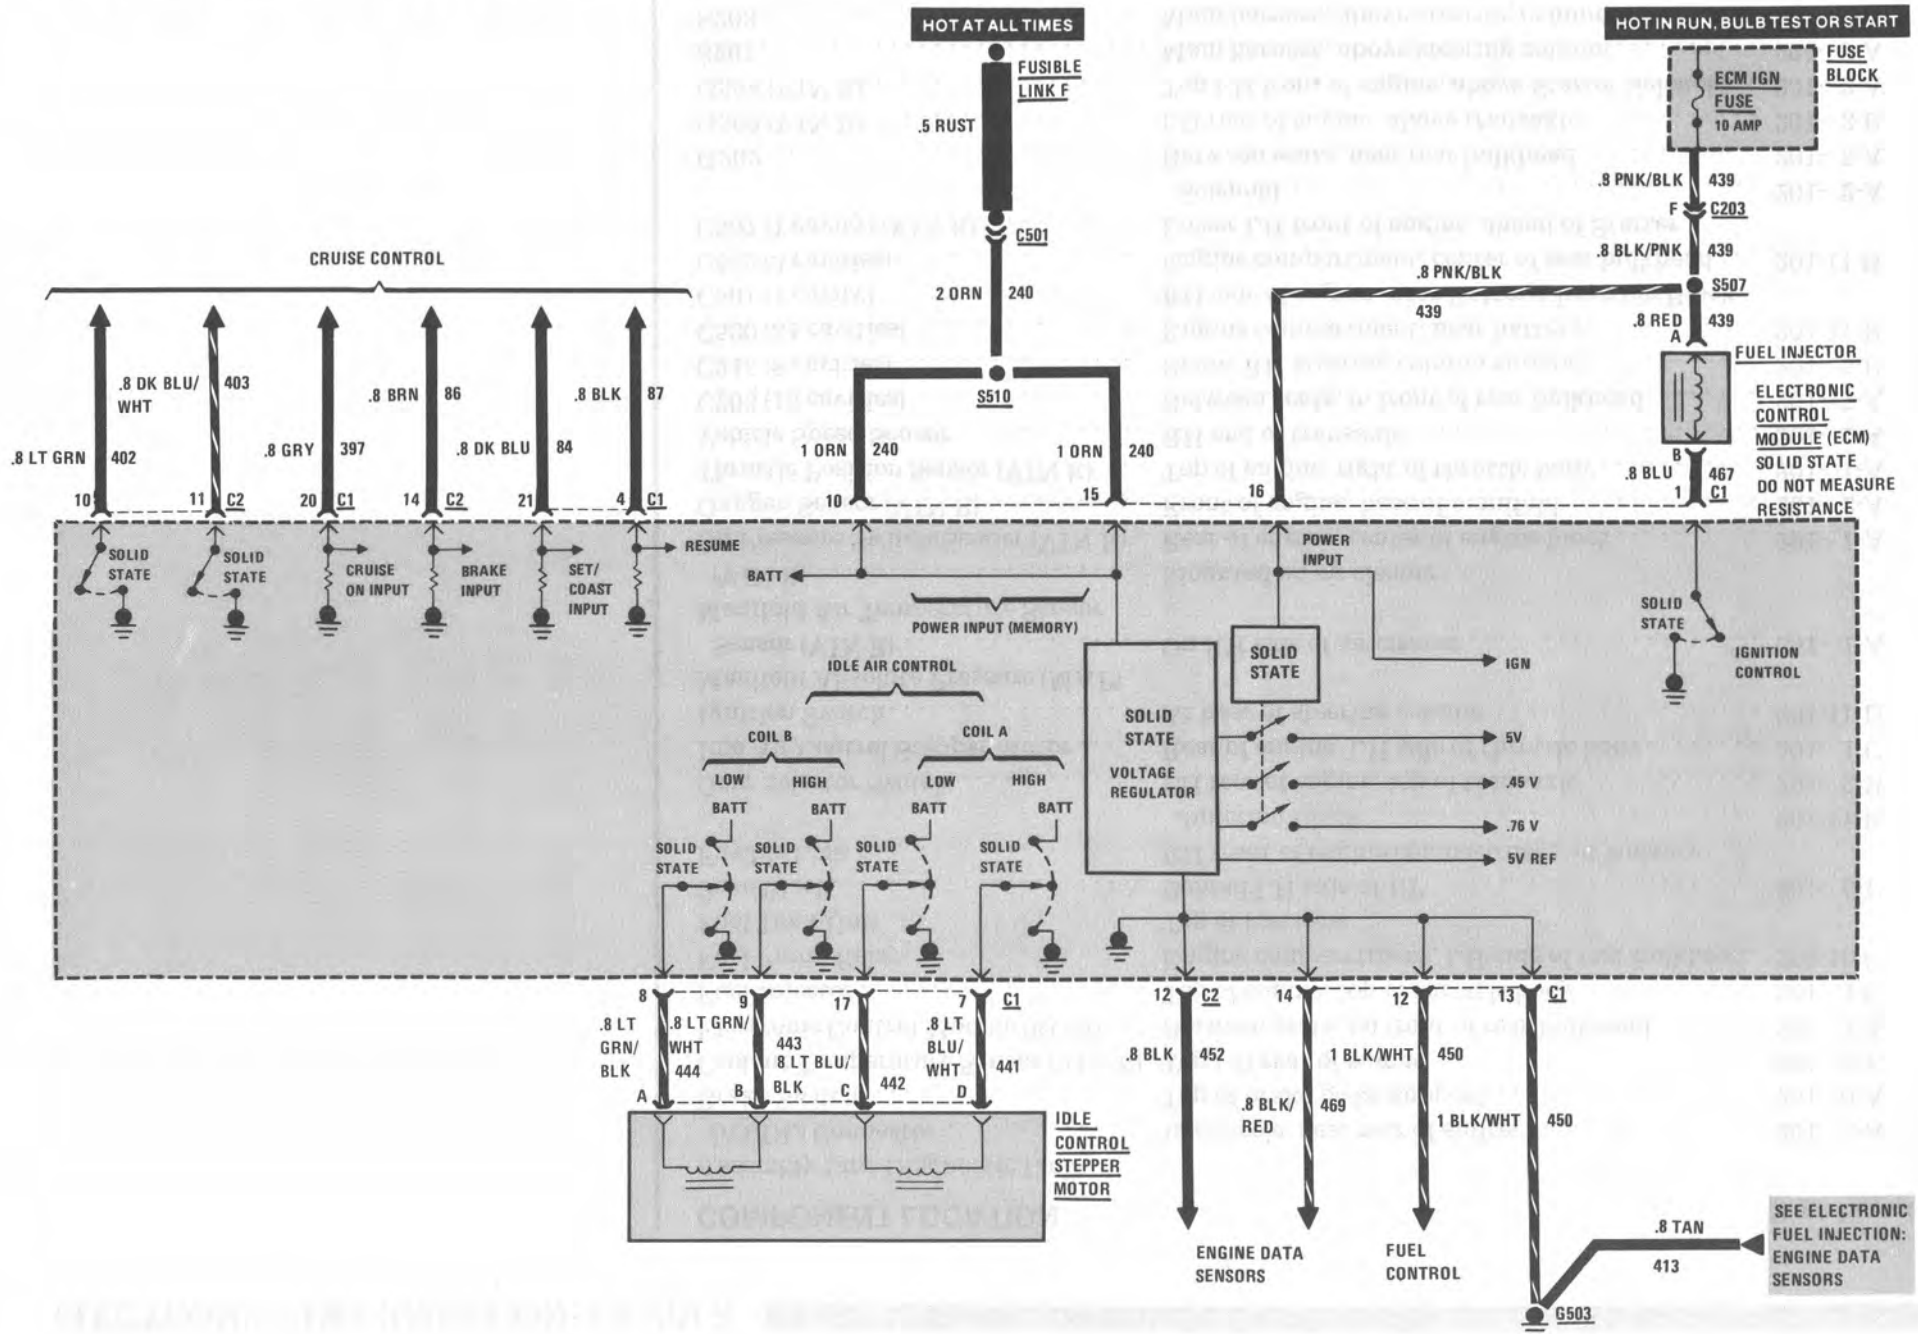 HOT AT ALL TIMES
HOT IN RUN, BULB TEST OR START
FUSIBLE
LINK F
.5 RUST
ECM IGN
FUSE
10 AMP
FUSE
BLOCK
.8 PNK/BLK 439
F C203
.8 BLK/PNK 439
C501
2 ORN 240
.8 PNK/BLK
439
S507
.8 RED 439
A
FUEL INJECTOR
B
.8 BLU 467
1 C1
ELECTRONIC
CONTROL
MODULE (ECM)
SOLID STATE
DO NOT MEASURE
RESISTANCE
S510
1 ORN 240
1 ORN 240
10
15
16
CRUISE CONTROL
.8 LT GRN 402
.8 DK BLU/
WHT
403
.8 GRY 397
.8 BRN 86
.8 DK BLU 84
.8 BLK 87
10
11 C2
20 C1
14 C2
21
4 C1
SOLID
STATE
SOLID
STATE
CRUISE
ON INPUT
BRAKE
INPUT
SET/
COAST
INPUT
RESUME
BATT
POWER INPUT (MEMORY)
POWER
INPUT
SOLID
STATE
IGN
SOLID
STATE
IGNITION
CONTROL
IDLE AIR CONTROL
COIL B
COIL A
LOW
HIGH
LOW
HIGH
BATT
BATT
BATT
BATT
SOLID
STATE
SOLID
STATE
SOLID
STATE
SOLID
STATE
SOLID
STATE
VOLTAGE
REGULATOR
5V
.45 V
.76 V
5V REF
8
9
17
7 C1
12 C2
14
12
13 C1
.8 LT
GRN/
BLK
444
.8 LT GRN/
WHT
443
.8 LT BLU/
BLK
442
.8 LT
BLU/
WHT
441
A
B
C
D
IDLE
CONTROL
STEPPER
MOTOR
.8 BLK 452
.8 BLK/
RED
469
1 BLK/WHT 450
1 BLK/WHT 450
ENGINE DATA
SENSORS
FUEL
CONTROL
.8 TAN
413
G503
SEE ELECTRONIC
FUEL INJECTION:
ENGINE DATA
SENSORS